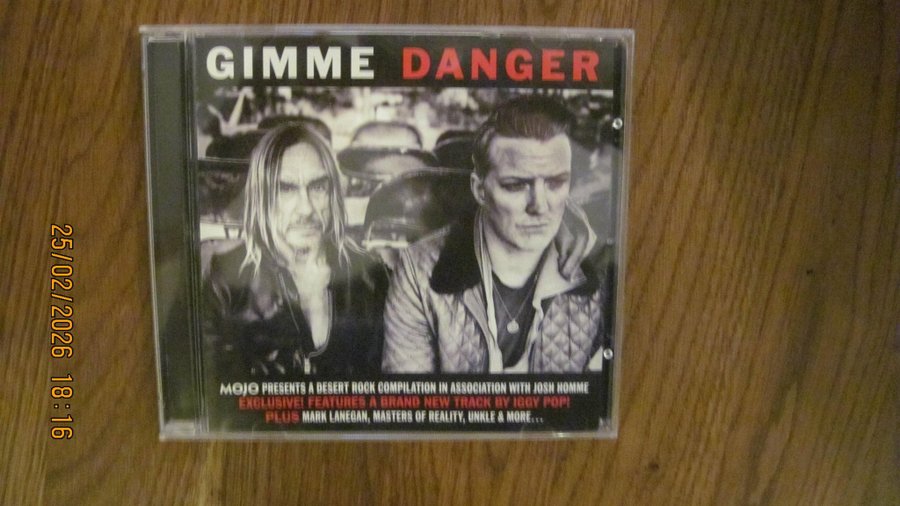 GIMME DANGER
MOJO PRESENTS A DESERT ROCK COMPILATION IN ASSOCIATION WITH JOSH HOMME
EXCLUSIVE! FEATURES A BRAND NEW TRACK BY IGGY POP!
PLUS MARK LANEGAN, MASTERS OF REALITY, UNKLE & MORE...
25/02/2026 18:16